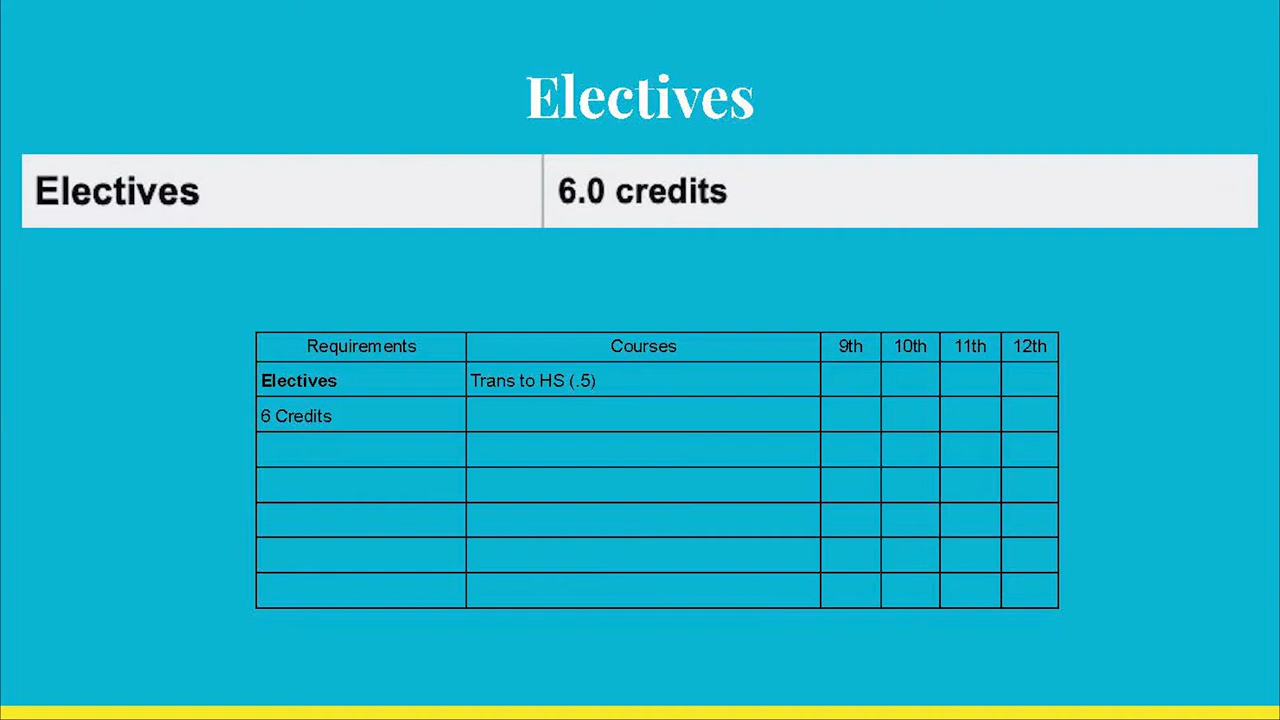 Electives
Electives 6.0 credits
Requirements Courses 9th 10th 11th 12th
Electives Trans to HS (.5)
6 Credits